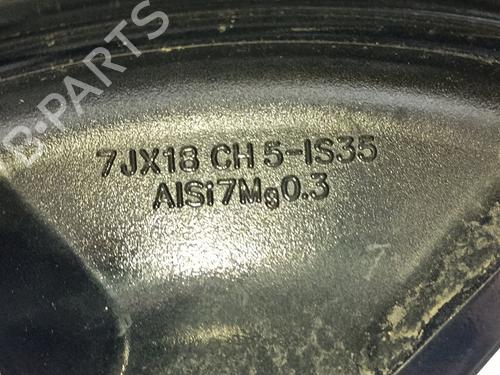 B-PARTS
7JX18 CH 5-IS35
AlSi7Mg0.3